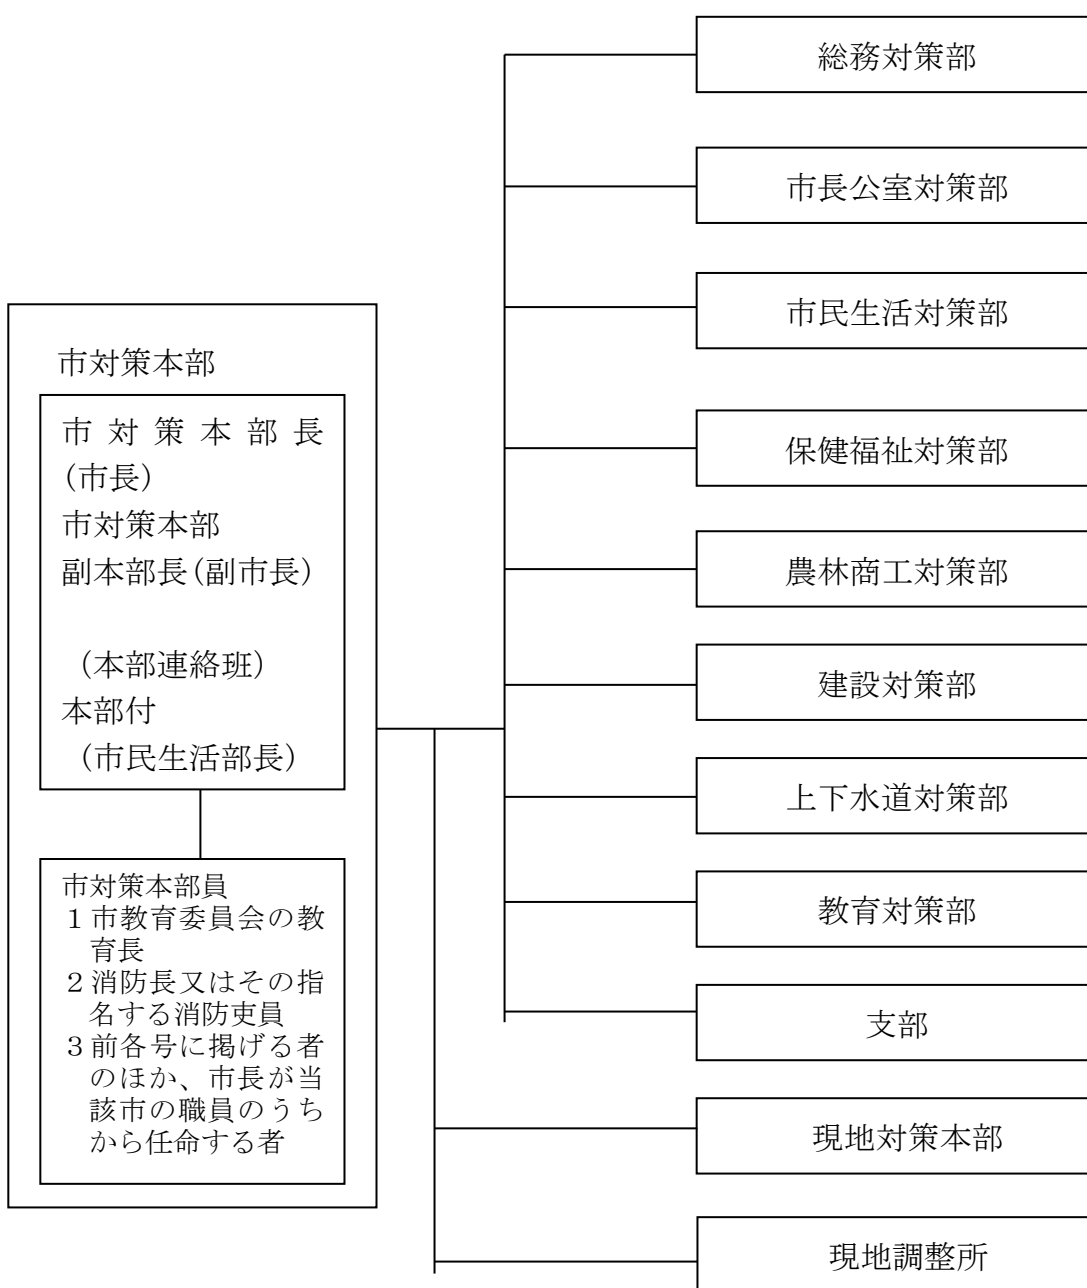 市対策本部
市対策本部長
(市長)
市対策本部
副本部長(副市長)
(本部連絡班)
本部付
(市民生活部長)
市対策本部員
1 市教育委員会の教
育長
2 消防長又はその指
名する消防吏員
3 前各号に掲げる者
のほか、市長が当
該市の職員のうち
から任命する者
総務対策部
市長公室対策部
市民生活対策部
保健福祉対策部
農林商工対策部
建設対策部
上下水道対策部
教育対策部
支部
現地対策本部
現地調整所